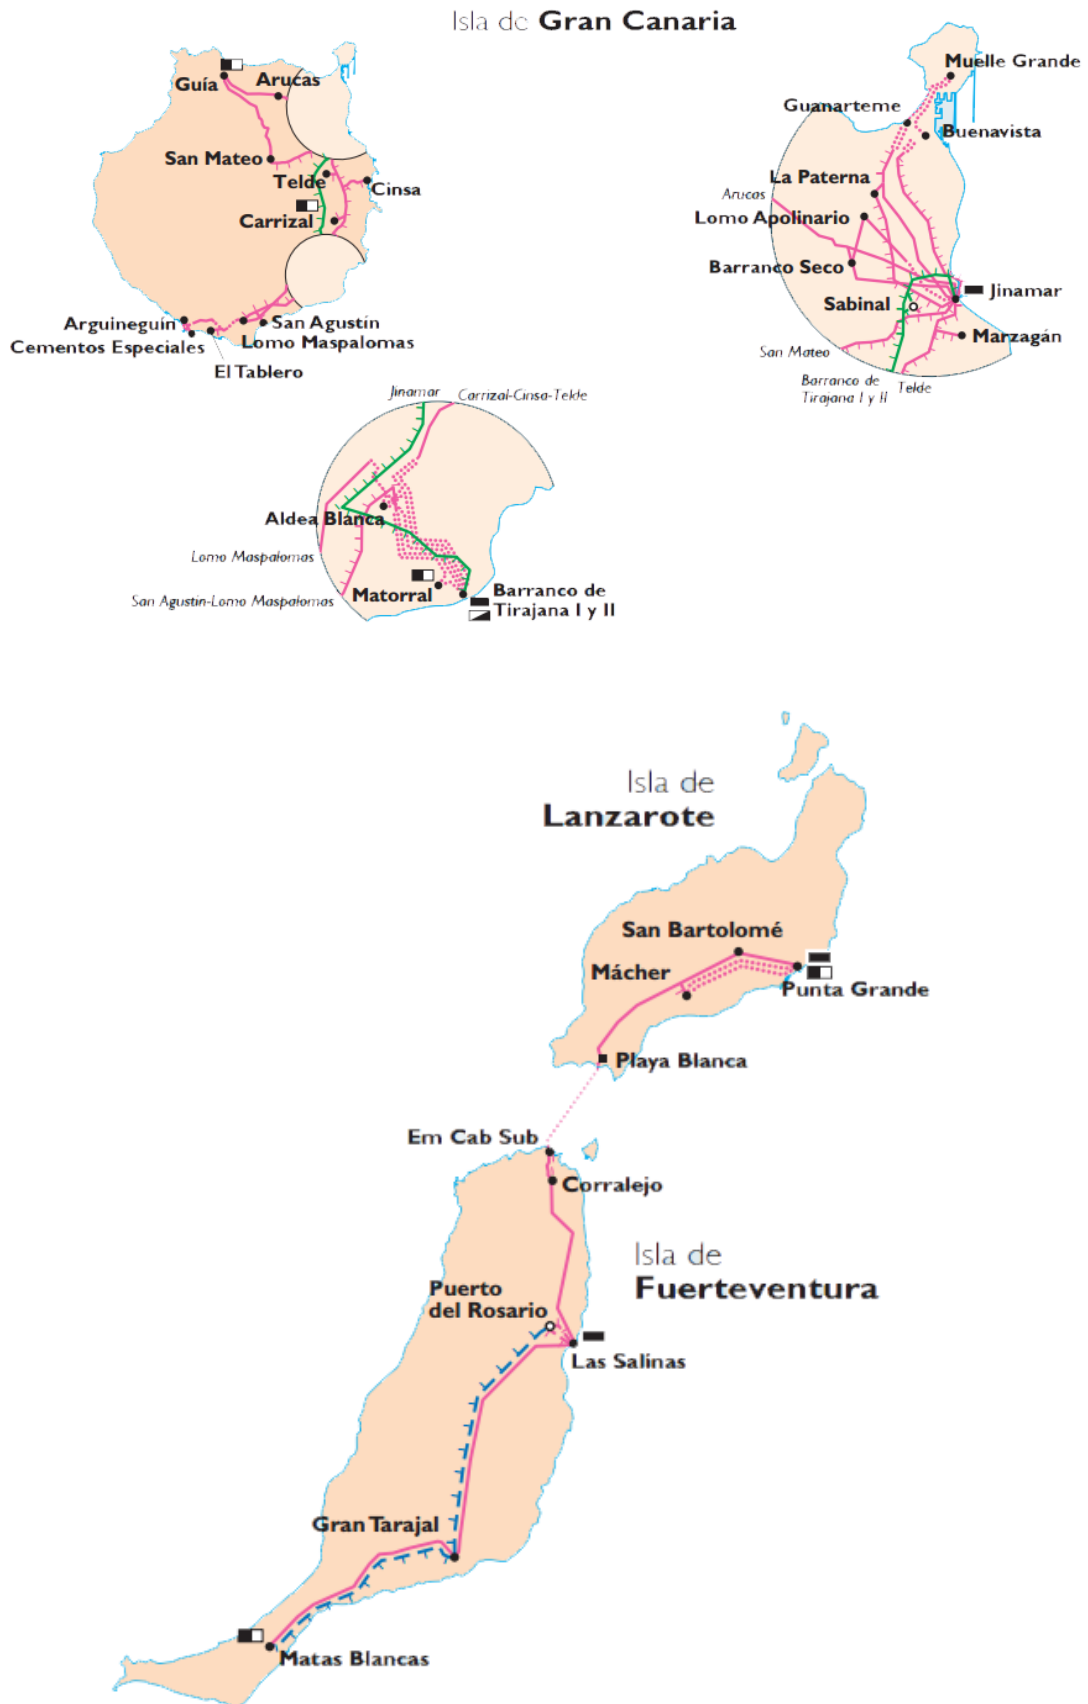 Isla de Gran Canaria
Guía
Arucas
San Mateo
Telde
Cinsa
Carrizal
Arguineguín
San Agustín
Cementos Especiales
Lomo Maspalomas
El Tablero
Muelle Grande
Guanarteme
Buenavista
La Paterna
Arucas
Lomo Apolinario
Barranco Seco
Jinamar
Sabinal
Marzagán
San Mateo
Barranco de
Tirajana I y II
Telde
Jinamar
Carrizal-Cinsa-Telde
Aldea Blanca
Lomo Maspalomas
San Agustín-Lomo Maspalomas
Matorral
Barranco de
Tirajana I y II
Isla de
Lanzarote
San Bartolomé
Mácher
Punta Grande
Playa Blanca
Em Cab Sub
Corralejo
Isla de
Fuerteventura
Puerto
del Rosario
Las Salinas
Gran Tarajal
Matas Blancas